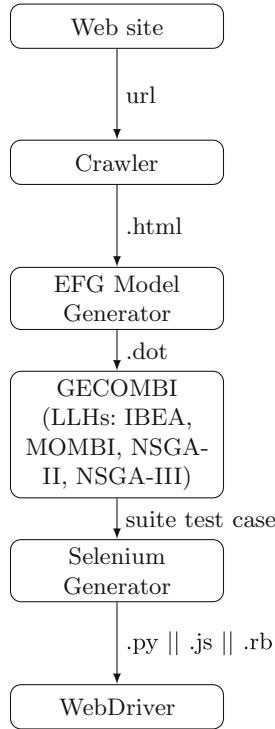 Web site
url
Crawler
.html
EFG Model
Generator
.dot
GECOMBI
(LLHs: IBEA,
MOMBI, NSGA-
II, NSGA-III)
suite test case
Selenium
Generator
.py || .js || .rb
WebDriver